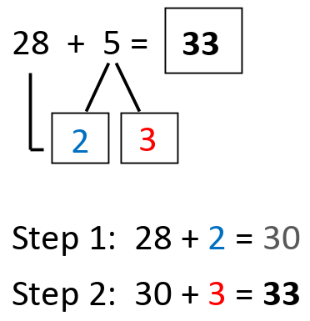 28 + 5 = 33
2 3
Step 1: 28 + 2 = 30
Step 2: 30 + 3 = 33